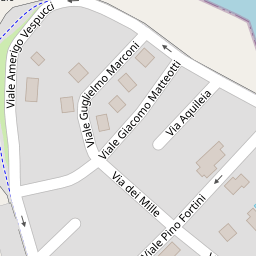 Viale Amerigo Vespucci
Viale Guglielmo Marconi
Viale Giacomo Matteotti
Via Aquileia
Via dei Mille
Viale Pino Fortini